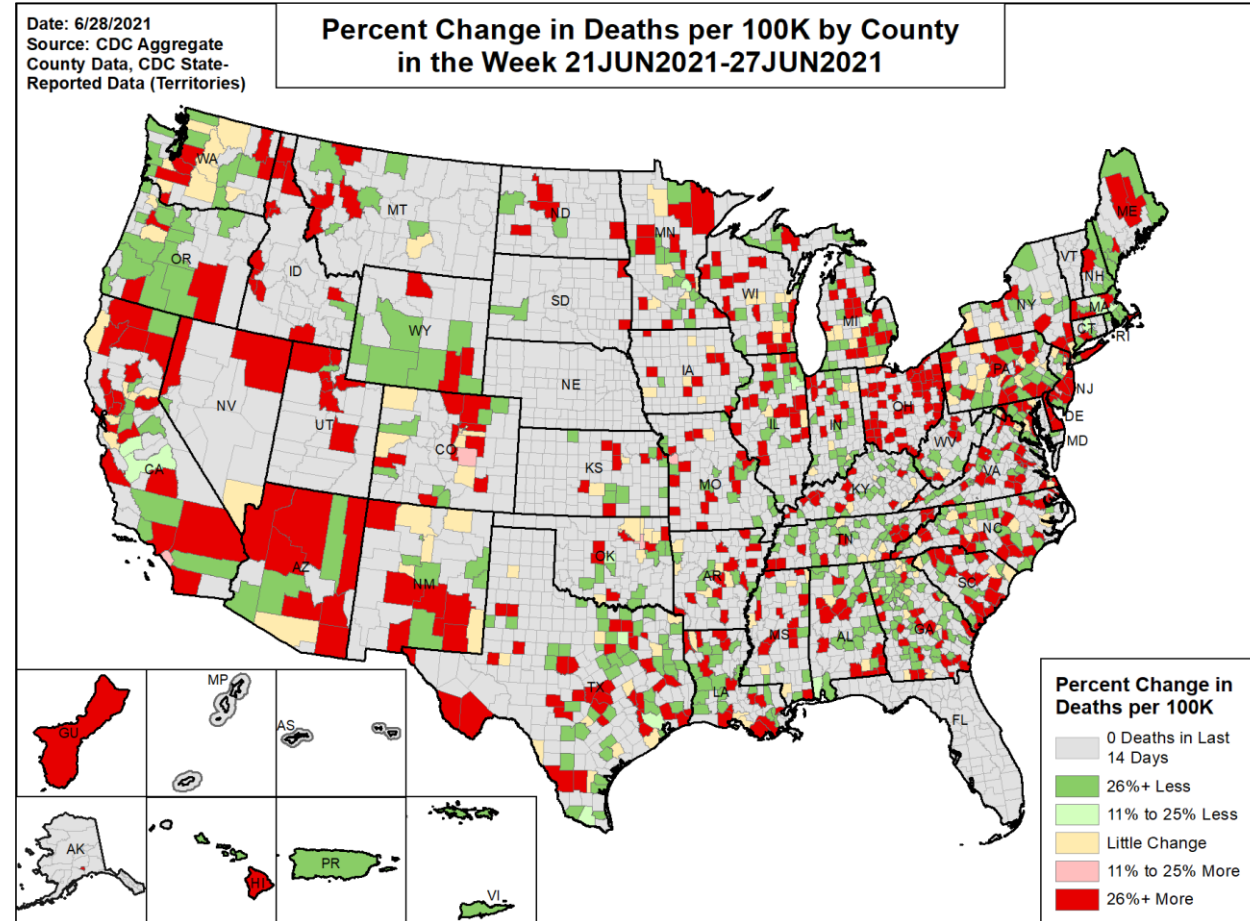 Date: 6/28/2021
Source: CDC Aggregate
County Data, CDC State-
Reported Data (Territories)
Percent Change in Deaths per 100K by County
in the Week 21JUN2021-27JUN2021
WA
MT
ND
MN
ME
OR
ID
SD
WI
MI
NY
VT
NH
MA
CT
RI
WY
IA
PA
NJ
NE
NV
UT
CO
IL
IN
OH
DE
MD
WV
VA
CA
KS
MO
KY
NC
TN
AZ
NM
OK
AR
SC
MS
AL
GA
TX
LA
FL
GU
MP
AS
AK
HI
PR
VI
Percent Change in
Deaths per 100K
0 Deaths in Last
14 Days
26%+ Less
11% to 25% Less
Little Change
11% to 25% More
26%+ More